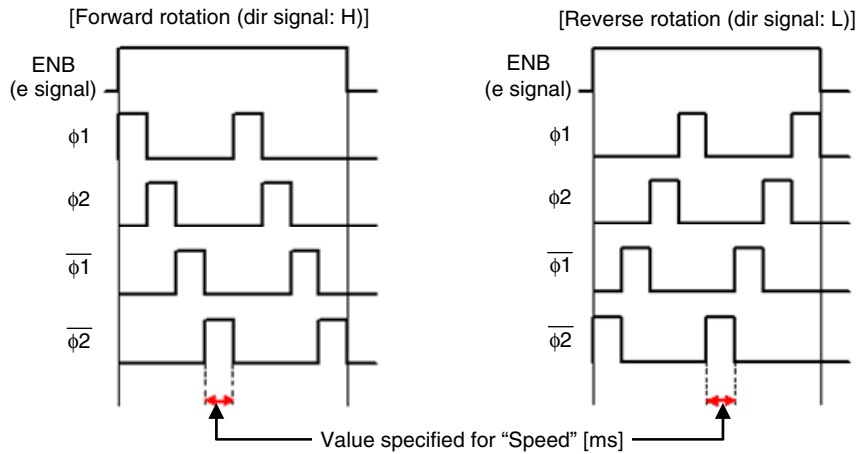 [Forward rotation (dir signal: H)]
ENB
(e signal)
ϕ1
ϕ2
ϕ1̅
ϕ2̅
[Reverse rotation (dir signal: L)]
ENB
(e signal)
ϕ1
ϕ2
ϕ1̅
ϕ2̅
Value specified for “Speed” [ms]